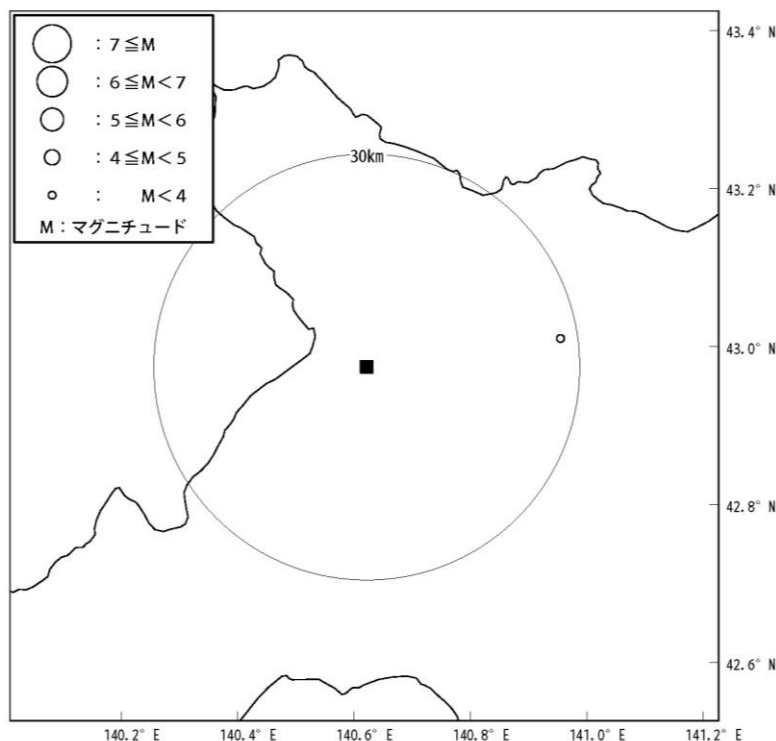 : 7≦M
: 6≦M<7
: 5≦M<6
: 4≦M<5
: M<4
M：マグニチュード
30km
43.4° N
43.2° N
43.0° N
42.8° N
42.6° N
140.2° E 140.4° E 140.6° E 140.8° E 141.0° E 141.2° E